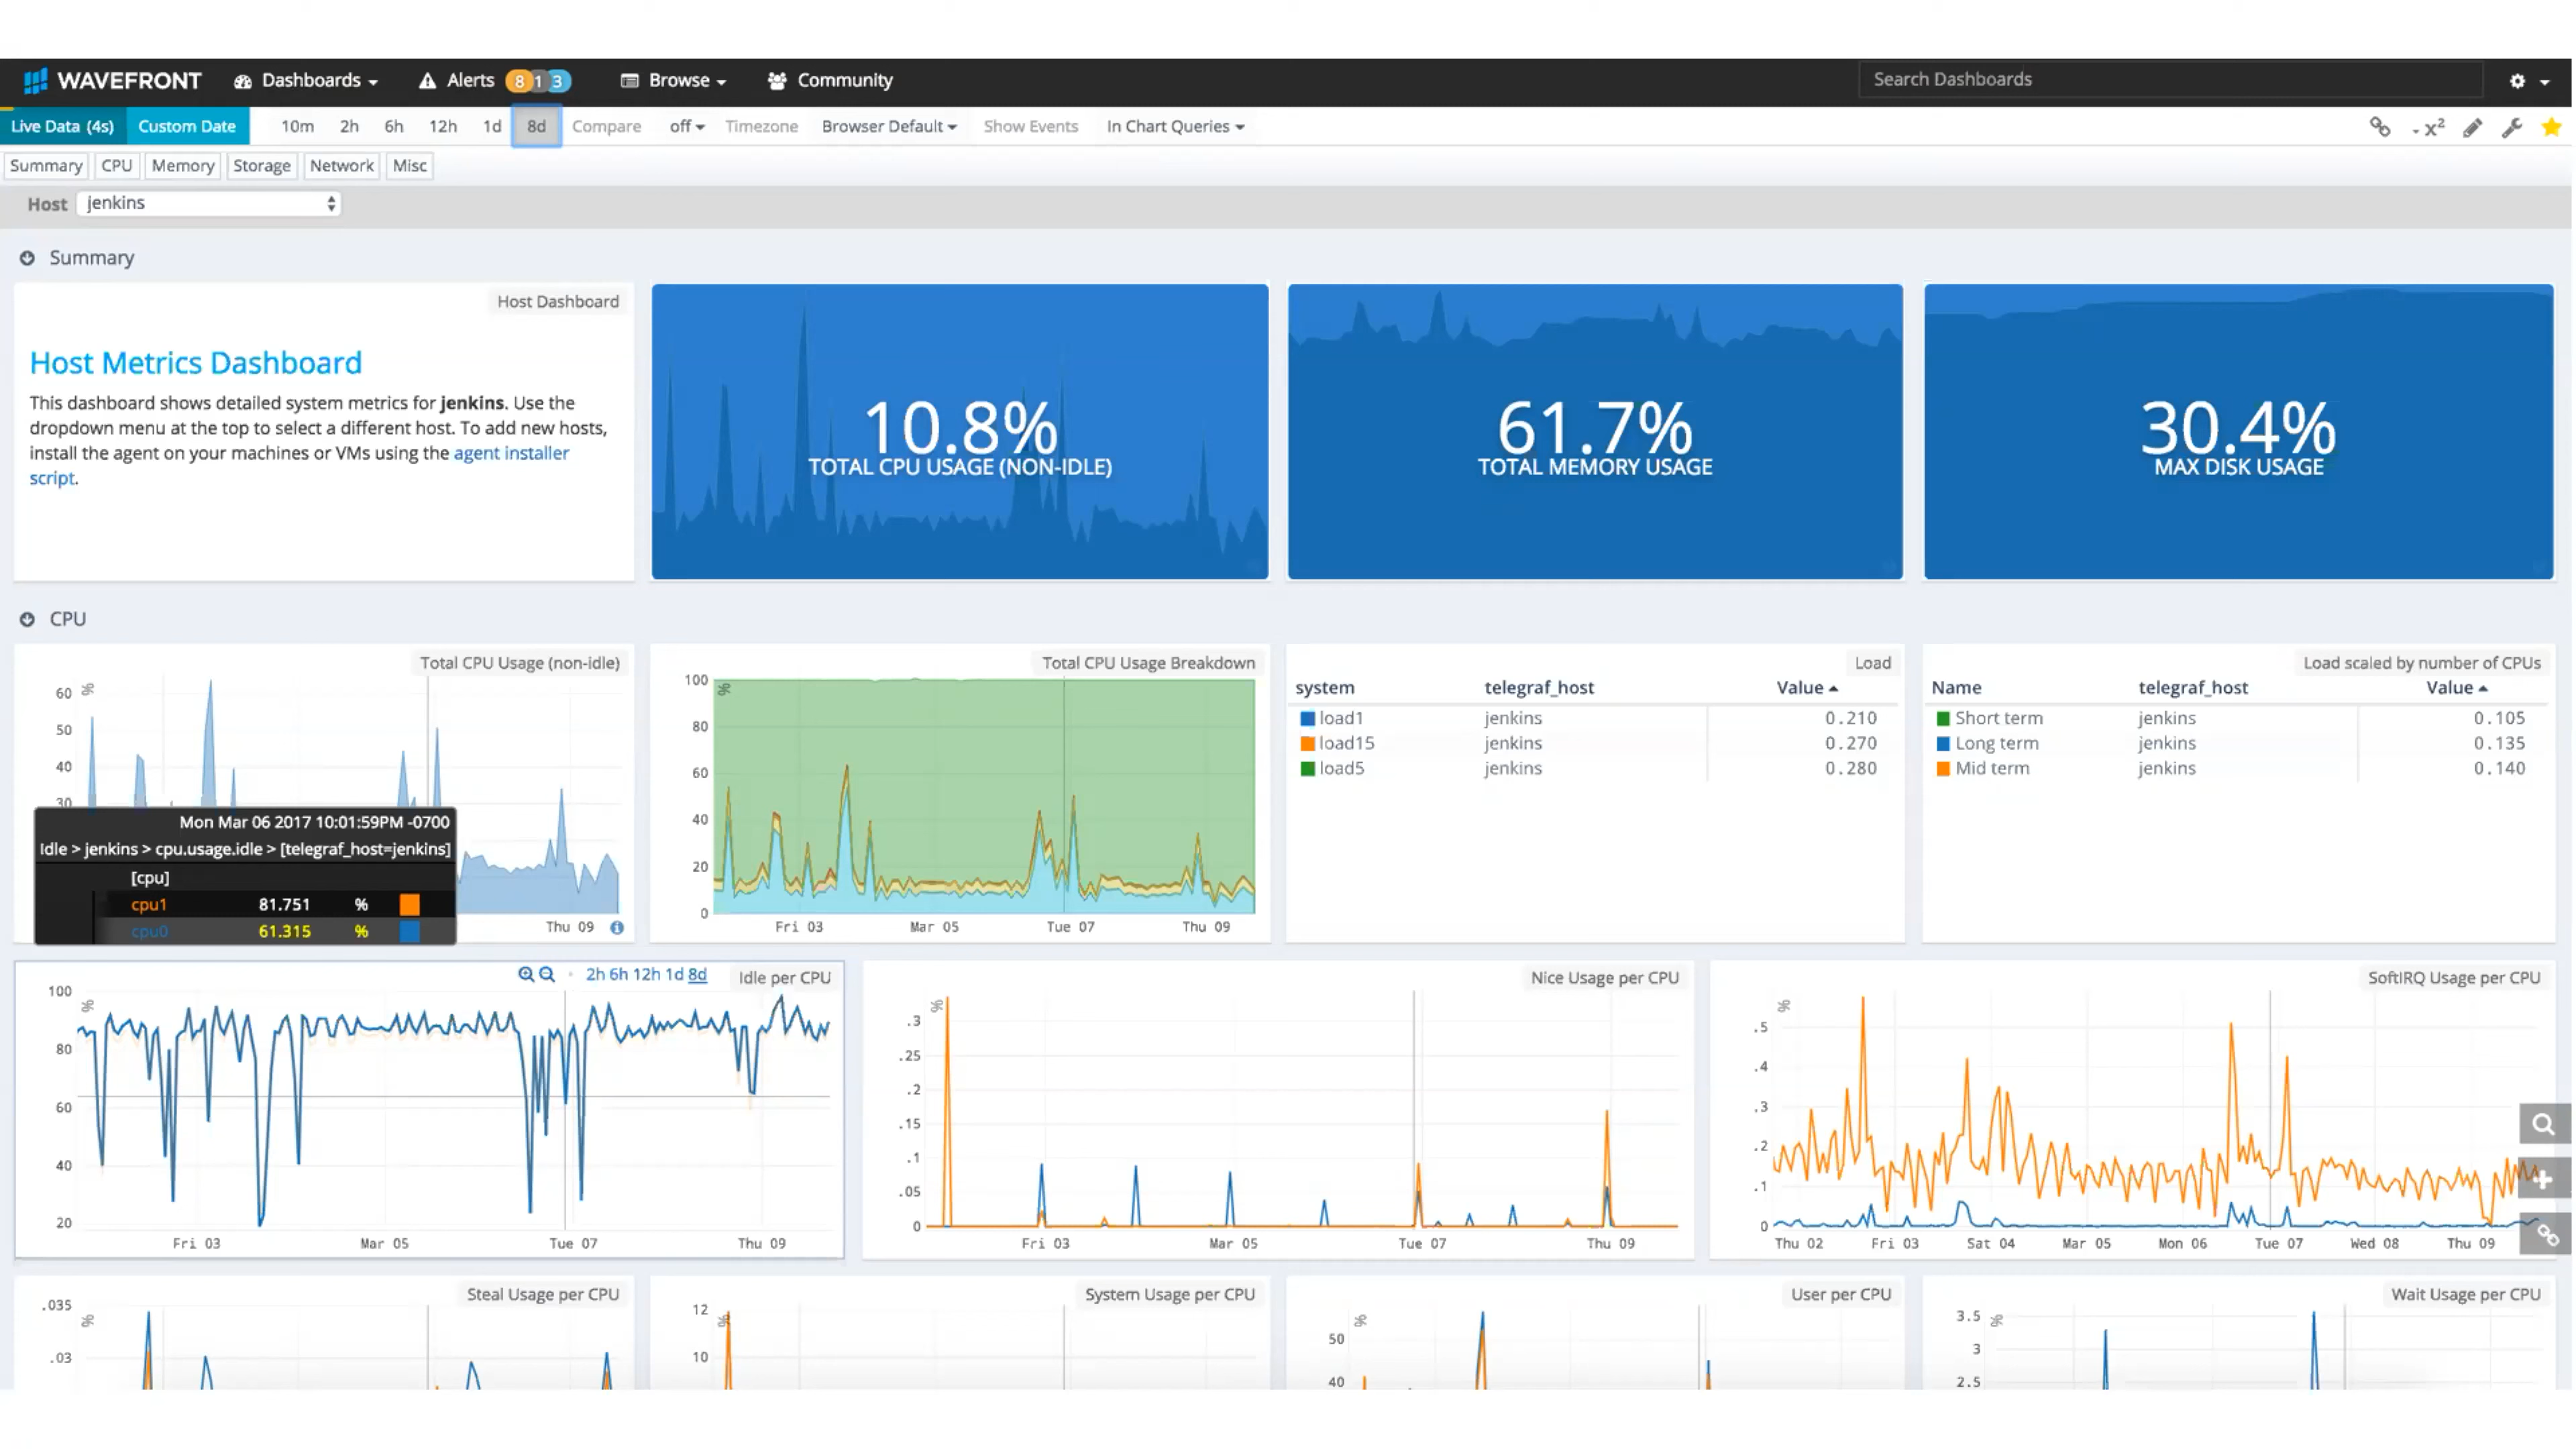 WAVEFRONT Dashboards Alerts 8 1 3 Browse Community Search Dashboards
Live Data (4s) Custom Date 10m 2h 6h 12h 1d 8d Compare off Timezone Browser Default Show Events In Chart Queries x²
Summary CPU Memory Storage Network Misc
Host jenkins
Summary
Host Dashboard
Host Metrics Dashboard
This dashboard shows detailed system metrics for jenkins. Use the
dropdown menu at the top to select a different host. To add new hosts,
install the agent on your machines or VMs using the agent installer
script.
10.8%
TOTAL CPU USAGE (NON-IDLE)
61.7%
TOTAL MEMORY USAGE
30.4%
MAX DISK USAGE
CPU
Total CPU Usage (non-idle)
%
60
50
40
30
Thu 09
Mon Mar 06 2017 10:01:59PM -0700
Idle > jenkins > cpu.usage.idle > [telegraf_host=jenkins]
[cpu]
cpu1 81.751 %
cpu0 61.315 %
Total CPU Usage Breakdown
%
100
80
60
40
20
0
Fri 03 Mar 05 Tue 07 Thu 09
Load
system telegraf_host Value
load1 jenkins 0.210
load15 jenkins 0.270
load5 jenkins 0.280
Load scaled by number of CPUs
Name telegraf_host Value
Short term jenkins 0.105
Long term jenkins 0.135
Mid term jenkins 0.140
2h 6h 12h 1d 8d Idle per CPU
%
100
80
60
40
20
Fri 03 Mar 05 Tue 07 Thu 09
Nice Usage per CPU
%
.3
.25
.2
.15
.1
.05
0
Fri 03 Mar 05 Tue 07 Thu 09
SoftIRQ Usage per CPU
%
.5
.4
.3
.2
.1
0
Thu 02 Fri 03 Sat 04 Mar 05 Mon 06 Tue 07 Wed 08 Thu 09
Steal Usage per CPU
%
.035
.03
System Usage per CPU
%
12
10
User per CPU
%
50
40
Wait Usage per CPU
%
3.5
3
2.5